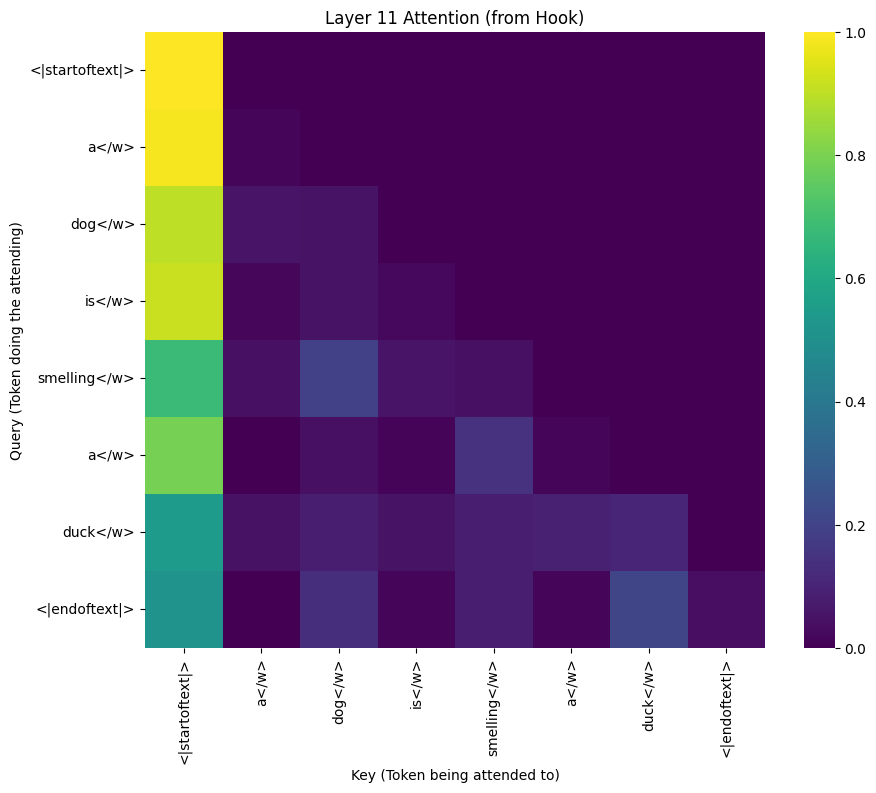 Layer 11 Attention (from Hook)
Query (Token doing the attending)
<|startoftext|>
a</w>
dog</w>
is</w>
smelling</w>
a</w>
duck</w>
<|endoftext|>
<|startoftext|>
a</w>
dog</w>
is</w>
smelling</w>
a</w>
duck</w>
<|endoftext|>
Key (Token being attended to)
1.0
0.8
0.6
0.4
0.2
0.0